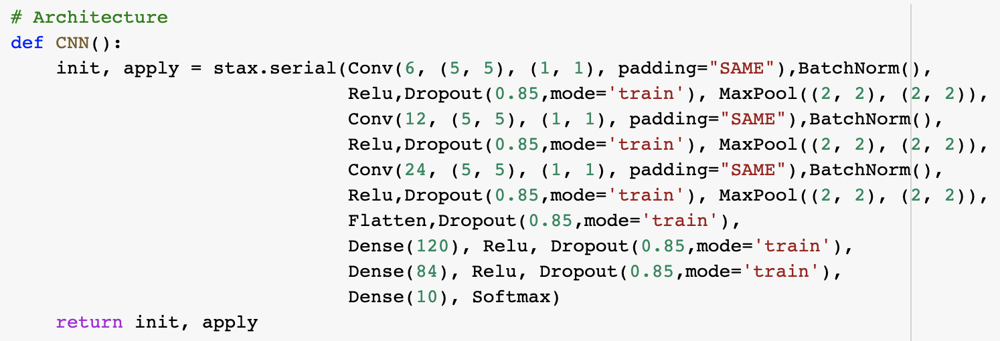 # Architecture
def CNN():
    init, apply = stax.serial(Conv(6, (5, 5), (1, 1), padding="SAME"),BatchNorm(),
                              Relu,Dropout(0.85,mode='train'), MaxPool((2, 2), (2, 2)),
                              Conv(12, (5, 5), (1, 1), padding="SAME"),BatchNorm(),
                              Relu,Dropout(0.85,mode='train'), MaxPool((2, 2), (2, 2)),
                              Conv(24, (5, 5), (1, 1), padding="SAME"),BatchNorm(),
                              Relu,Dropout(0.85,mode='train'), MaxPool((2, 2), (2, 2)),
                              Flatten,Dropout(0.85,mode='train'),
                              Dense(120), Relu, Dropout(0.85,mode='train'),
                              Dense(84), Relu, Dropout(0.85,mode='train'),
                              Dense(10), Softmax)
    return init, apply